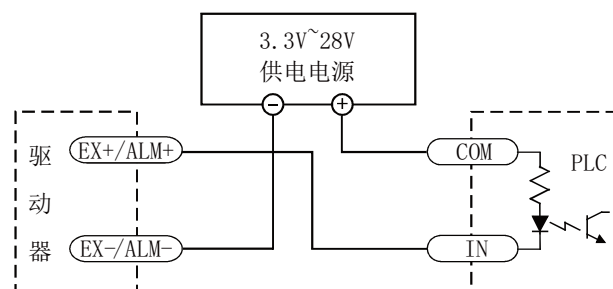 3.3V~28V
供电电源
- +
驱动器
EX+/ALM+
EX-/ALM-
COM
PLC
IN